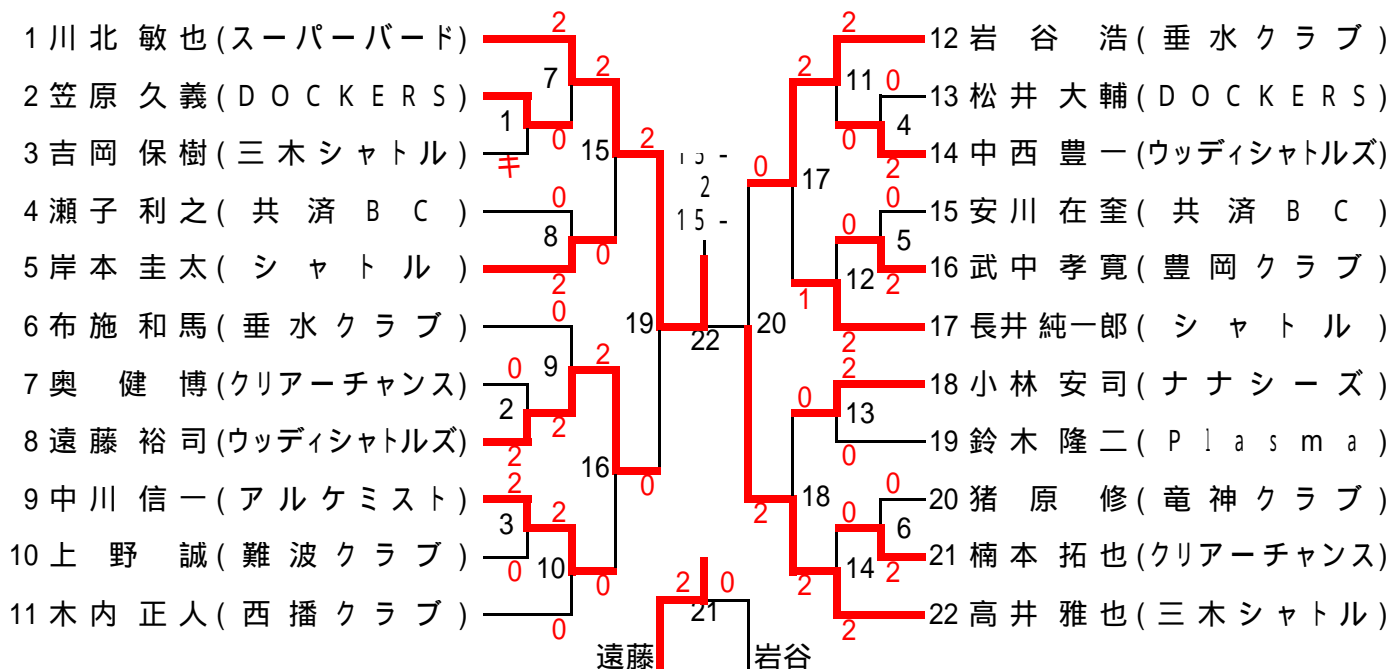 1 川北 敏也 (スーパーバード)
2 笠原 久義 (DOCKERS)
3 吉岡 保樹 (三木シャトル)
4 瀬子利之 (共済BC)
5 岸本圭太 (シャトル)
6 布施和馬 (垂水クラブ)
7 奥 健博 (クリアーチャンス)
8 遠藤裕司 (ウッディシャトルズ)
9 中川信一 (アルケミスト)
10 上野 誠 (難波クラブ)
11 木内正人 (西播クラブ)
2
7
2
1
0
キ
15
2
0
8
0
2
0
19
9
2
0
2
2
2
16
0
2
3
2
10
0
0
0
15-
2
15-
22
2
0
21
遠藤
岩谷
2
2
11
0
4
0
2
0
17
0
0
5
12
2
1
2
20
2
0
13
0
18
2
0
0
6
14
2
2
2
12 岩谷 浩 (垂水クラブ)
13 松井 大輔 (DOCKERS)
14 中西 豊一 (ウッディシャトルズ)
15 安川 在奎 (共済BC)
16 武中 孝寛 (豊岡クラブ)
17 長井純一郎 (シャトル)
18 小林 安司 (ナナシーズ)
19 鈴木 隆二 (Plasma)
20 猪原 修 (竜神クラブ)
21 楠本 拓也 (クリアーチャンス)
22 高井 雅也 (三木シャトル)